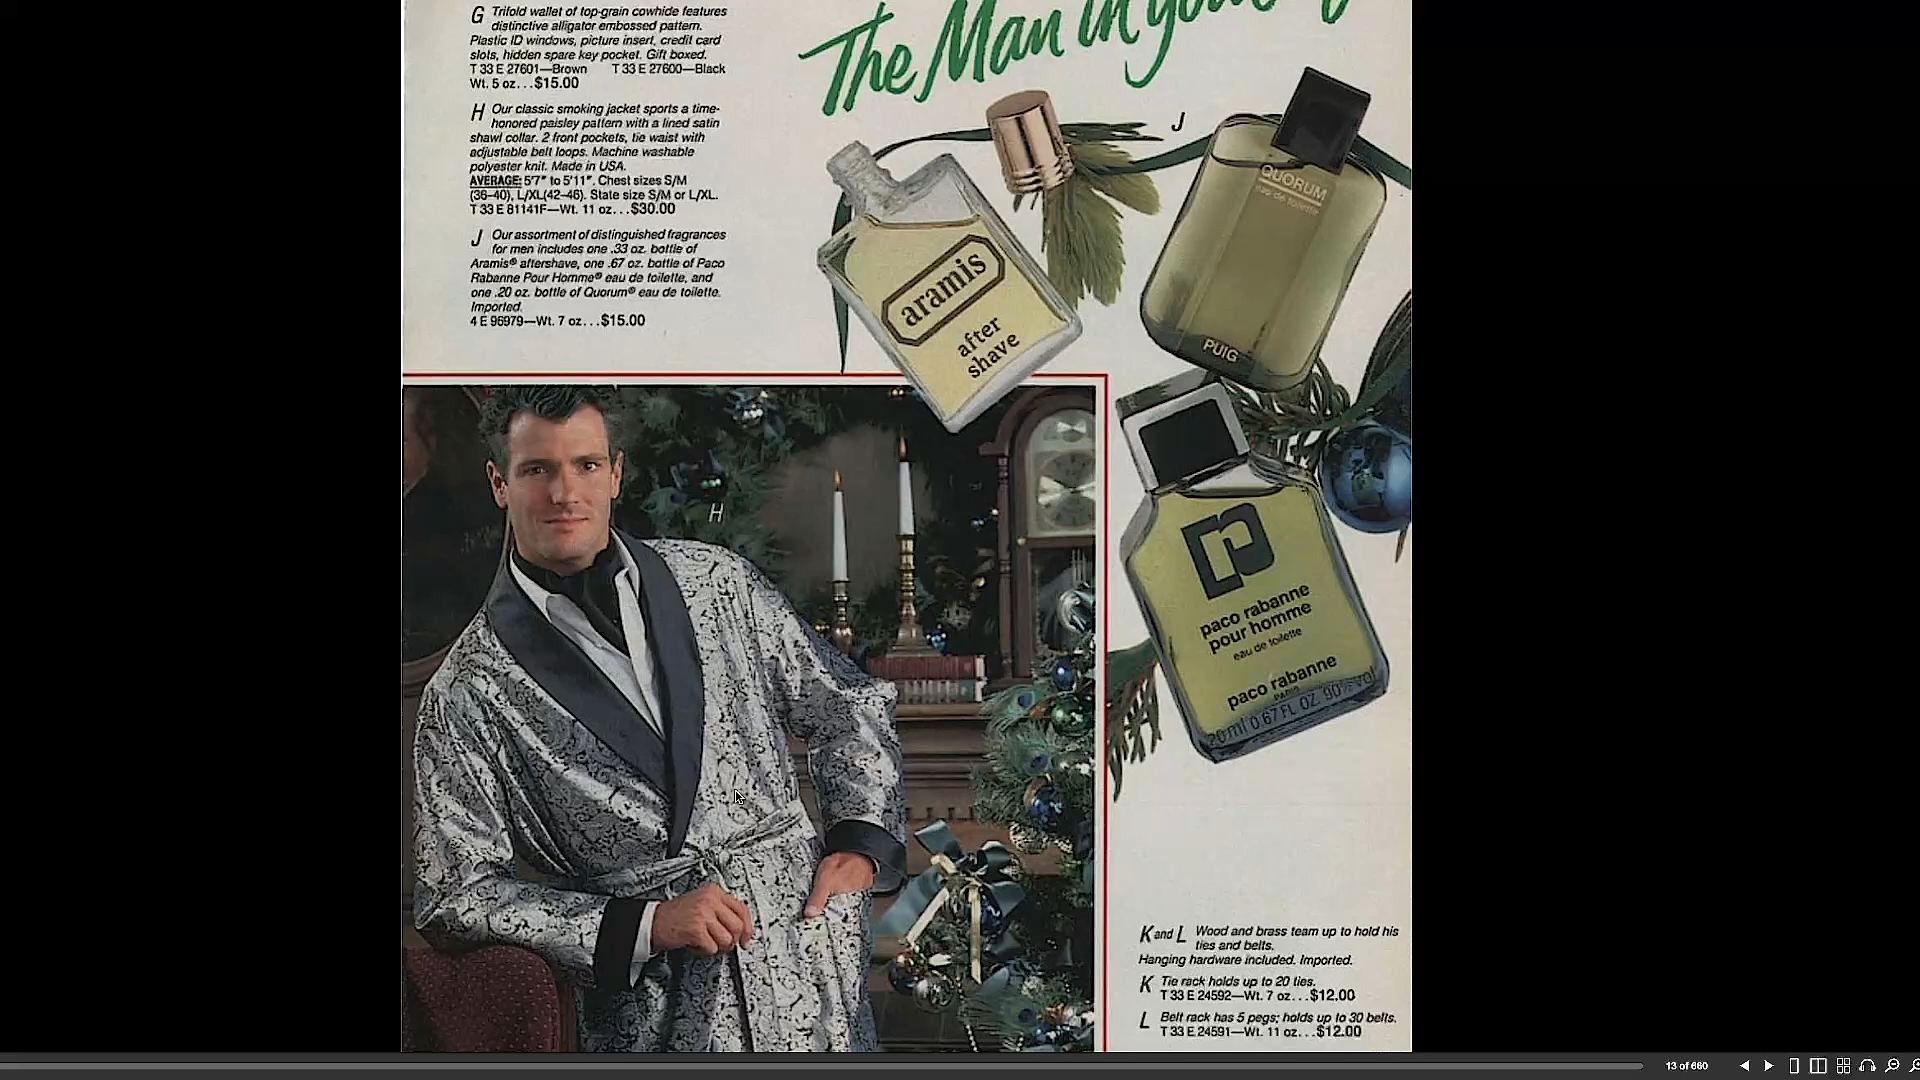 The Man in your
G Trifold wallet of top-grain cowhide features
distinctive alligator embossed pattern.
Plastic ID windows, picture insert, credit card
slots, hidden spare key pocket. Gift boxed.
T 33 E 27601—Brown T 33 E 27600—Black
Wt. 5 oz...$15.00
H Our classic smoking jacket sports a time-
honored paisley pattern with a lined satin
shawl collar. 2 front pockets, tie waist with
adjustable belt loops. Machine washable
polyester knit. Made in USA.
AVERAGE: 5'7" to 5'11". Chest sizes S/M
(36–40), L/XL(42–46). State size S/M or L/XL.
T 33 E 81141F—Wt. 11 oz...$30.00
J Our assortment of distinguished fragrances
for men includes one .33 oz. bottle of
Aramis® aftershave, one .67 oz. bottle of Paco
Rabanne Pour Homme® eau de toilette, and
one .20 oz. bottle of Quorum® eau de toilette.
Imported.
4 E 96979—Wt. 7 oz...$15.00
J
QUORUM
eau de toilette
PUIG
aramis
after
shave
H
paco rabanne
pour homme
eau de toilette
paco rabanne
PARIS
20 ml 0.67 FL. OZ. 90% vol
K and L Wood and brass team up to hold his
ties and belts.
Hanging hardware included. Imported.
K Tie rack holds up to 20 ties.
T 33 E 24592—Wt. 7 oz...$12.00
L Belt rack has 5 pegs; holds up to 30 belts.
T 33 E 24591—Wt. 11 oz...$12.00
13 of 660